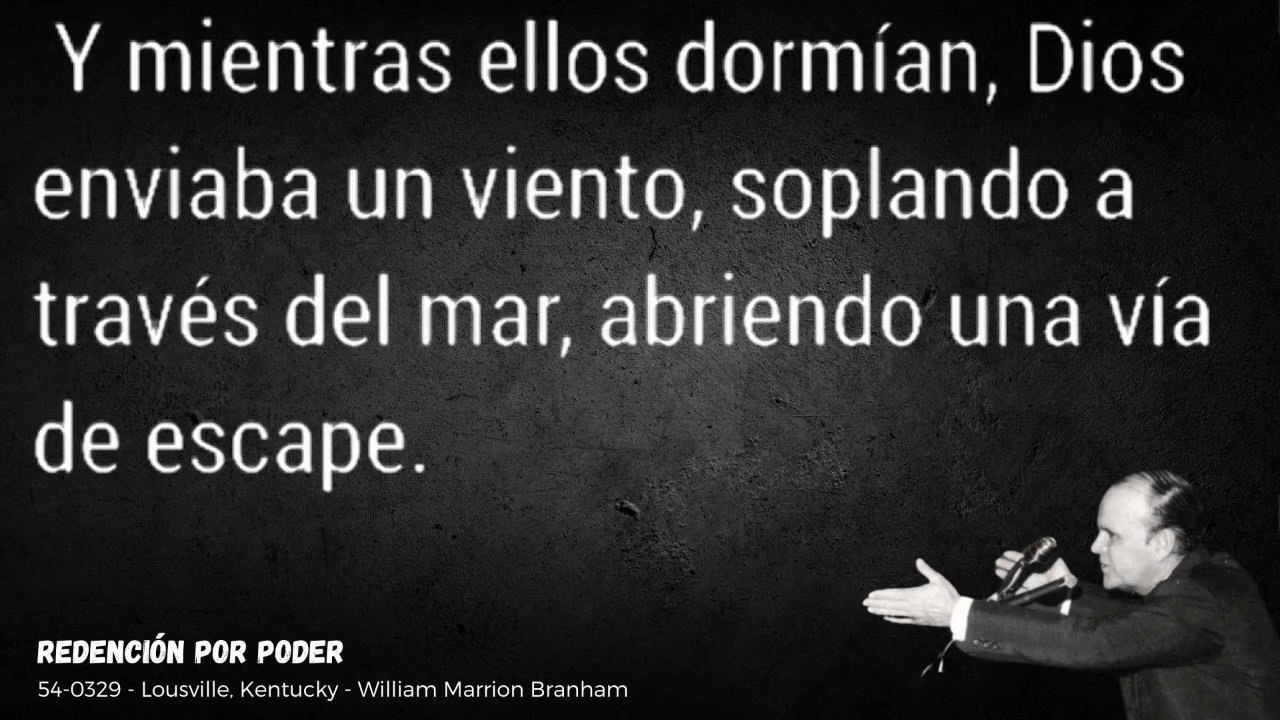 Y mientras ellos dormían, Dios
enviaba un viento, soplando a
través del mar, abriendo una vía
de escape.
REDENCIÓN POR PODER
54-0329 - Lousville, Kentucky - William Marrion Branham